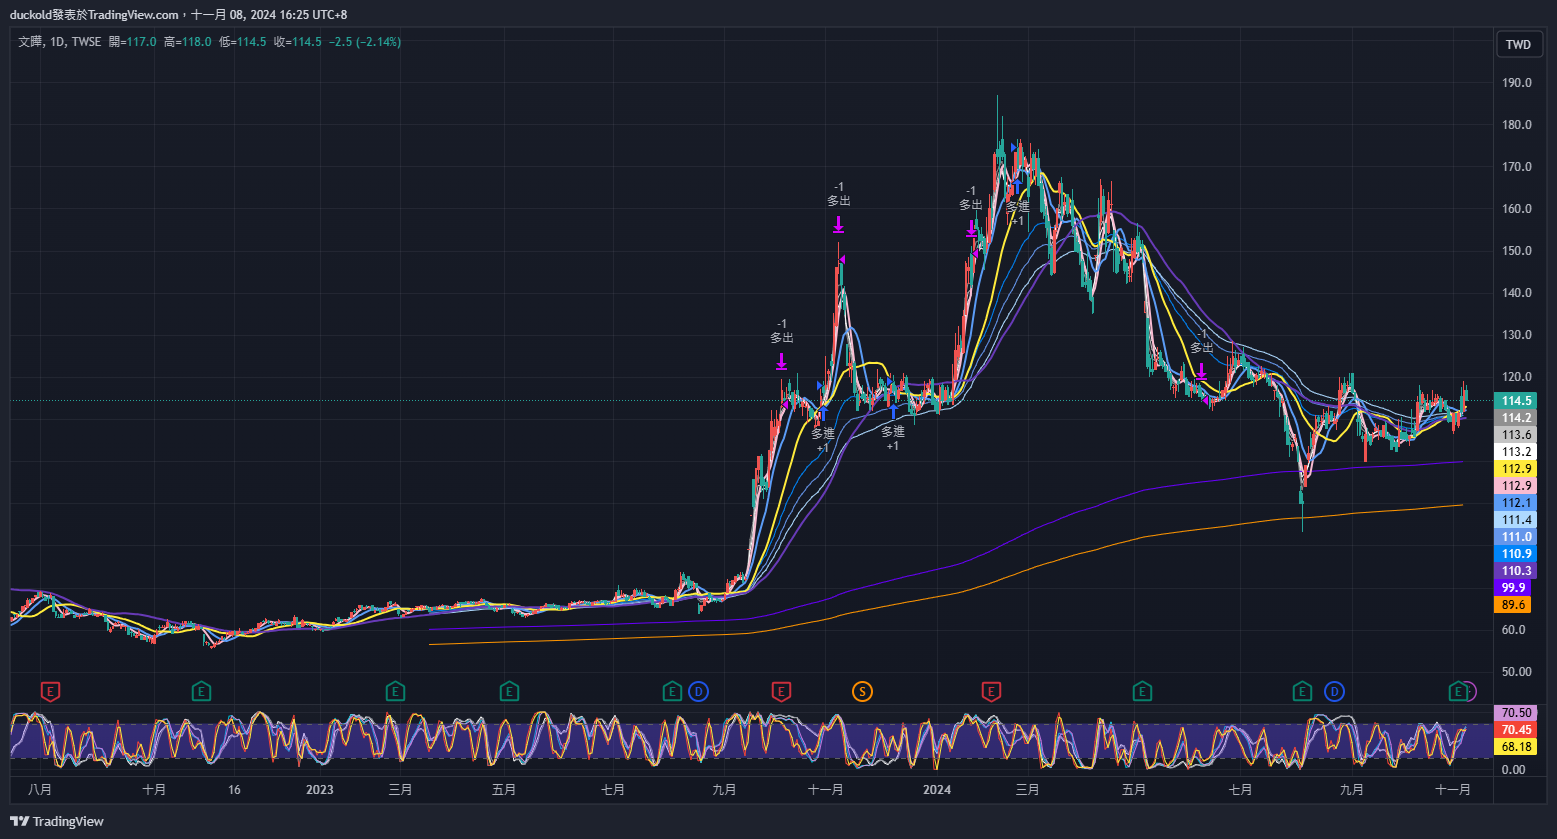 duckold發表於TradingView.com，十一月 08, 2024 16:25 UTC+8
文曄, 1D, TWSE 開=117.0 高=118.0 低=114.5 收=114.5 −2.5 (−2.14%)
TWD
190.0
180.0
170.0
160.0
150.0
140.0
130.0
120.0
114.5
114.2
113.6
113.2
112.9
112.9
112.1
111.4
111.0
110.9
110.3
99.9
89.6
60.0
50.00
-1
多出
-1
多出
-1
多出
多進
+1
-1
多出
多進
+1
多進
+1
E
E
E
E
E
D
E
S
E
E
E
D
E
70.50
70.45
68.18
0.00
八月
十月
16
2023
三月
五月
七月
九月
十一月
2024
三月
五月
七月
九月
十一月
TradingView